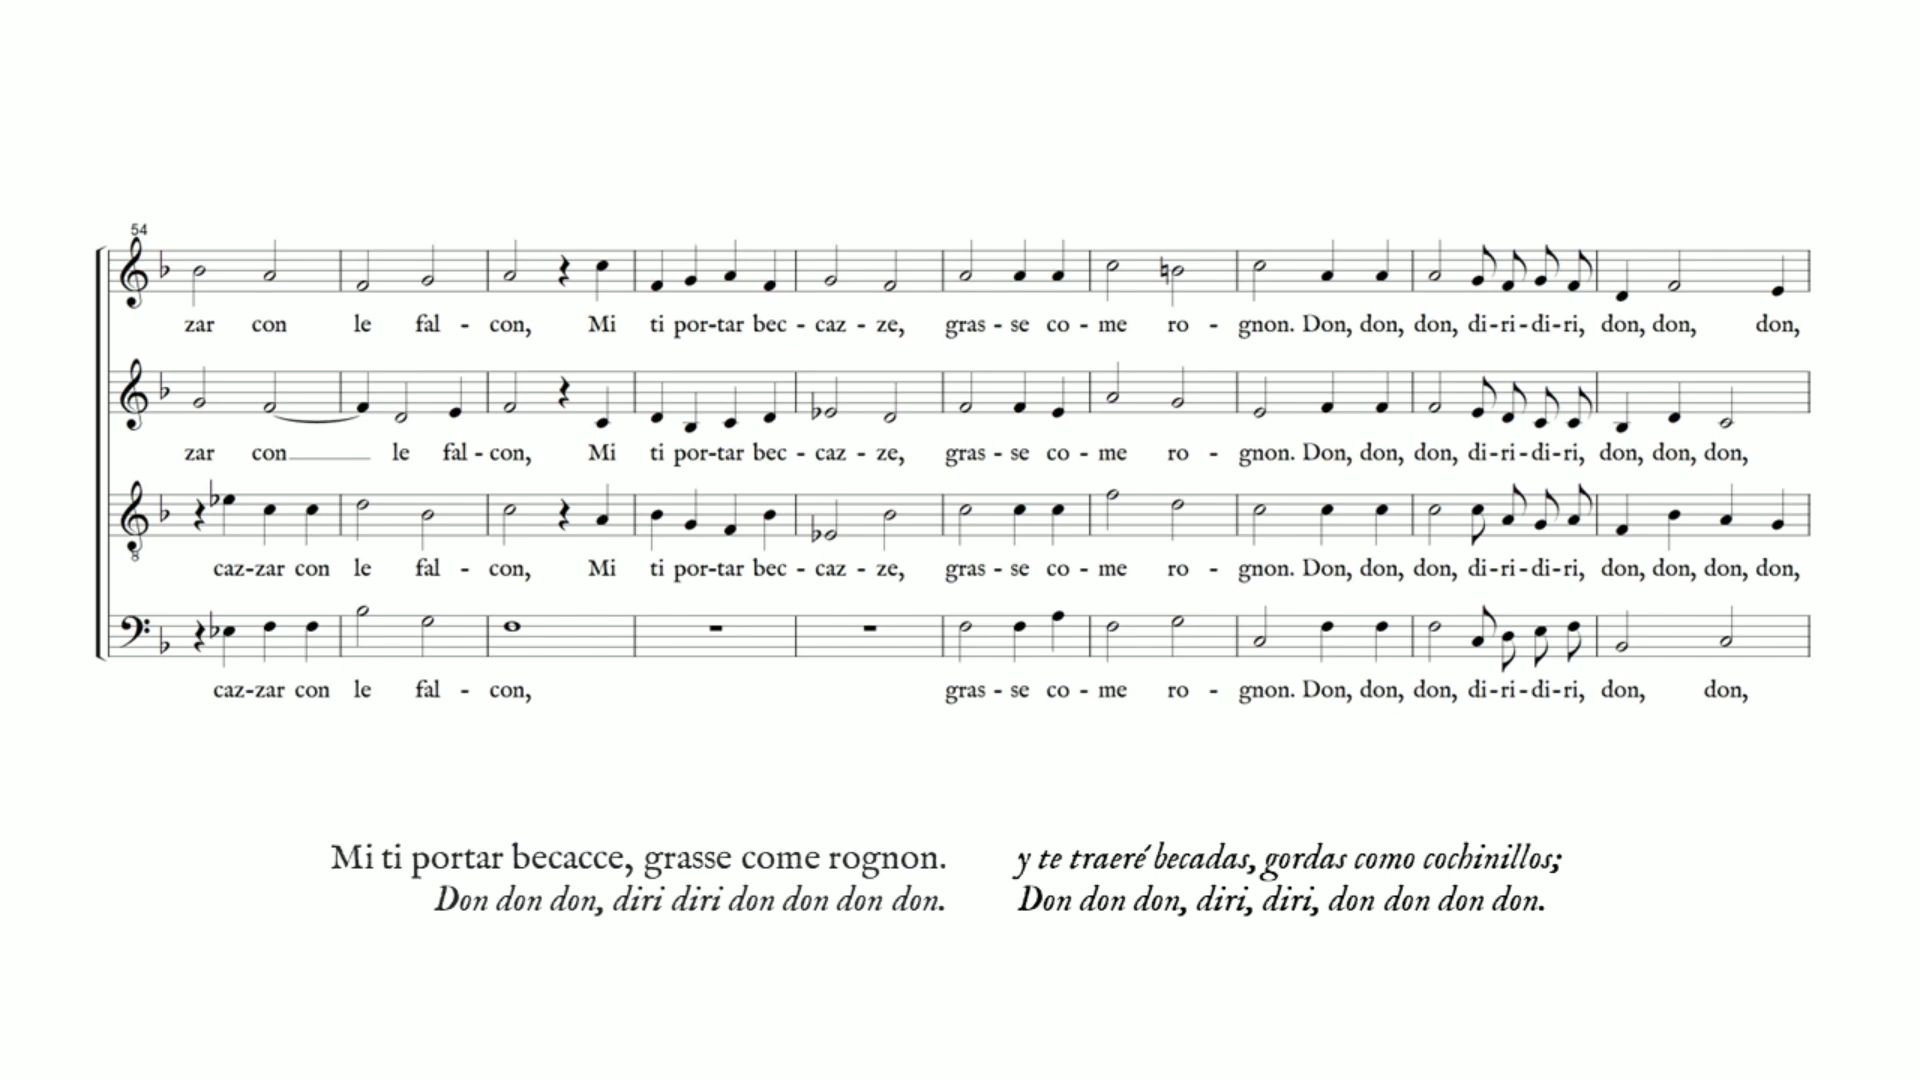 54
zar con le fal - con, Mi ti por-tar bec - caz - ze, gras - se co - me ro - gnon. Don, don, don, di-ri-di-ri, don, don, don,
zar con le fal - con, Mi ti por-tar bec - caz - ze, gras - se co - me ro - gnon. Don, don, don, di-ri-di-ri, don, don, don,
8
caz-zar con le fal - con, Mi ti por-tar bec - caz - ze, gras - se co - me ro - gnon. Don, don, don, di-ri-di-ri, don, don, don, don,
caz-zar con le fal - con, gras - se co - me ro - gnon. Don, don, don, di-ri-di-ri, don, don,
Mi ti portar becacce, grasse come rognon.
Don don don, diri diri don don don don.
y te traeré becadas, gordas como cochinillos;
Don don don, diri, diri, don don don don.